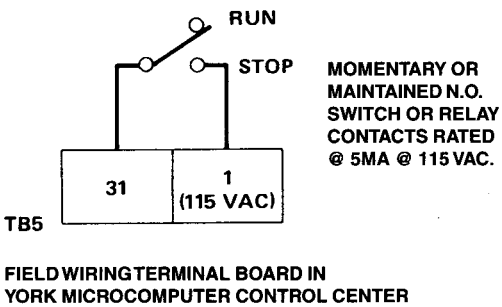 RUN
STOP
MOMENTARY OR
MAINTAINED N.O.
SWITCH OR RELAY
CONTACTS RATED
@ 5MA @ 115 VAC.
31
1
(115 VAC)
TB5
FIELD WIRING TERMINAL BOARD IN
YORK MICROCOMPUTER CONTROL CENTER